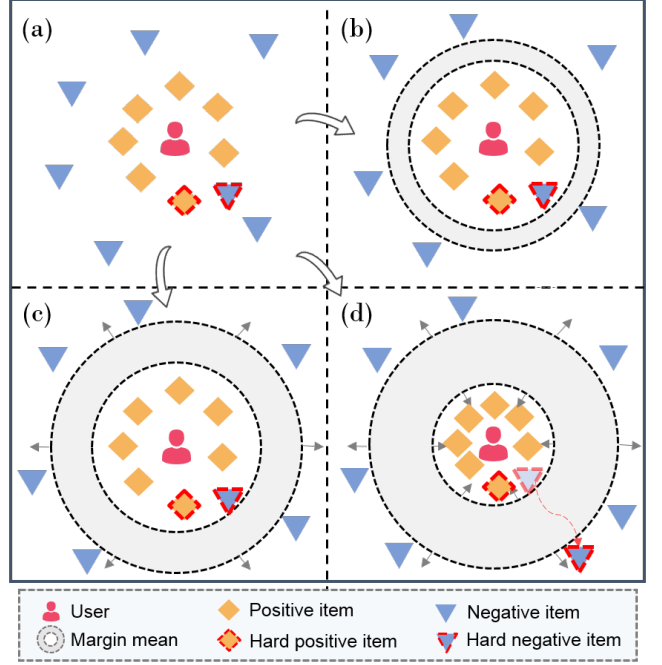 (a)
(b)
(c)
(d)
User
Positive item
Negative item
Margin mean
Hard positive item
Hard negative item